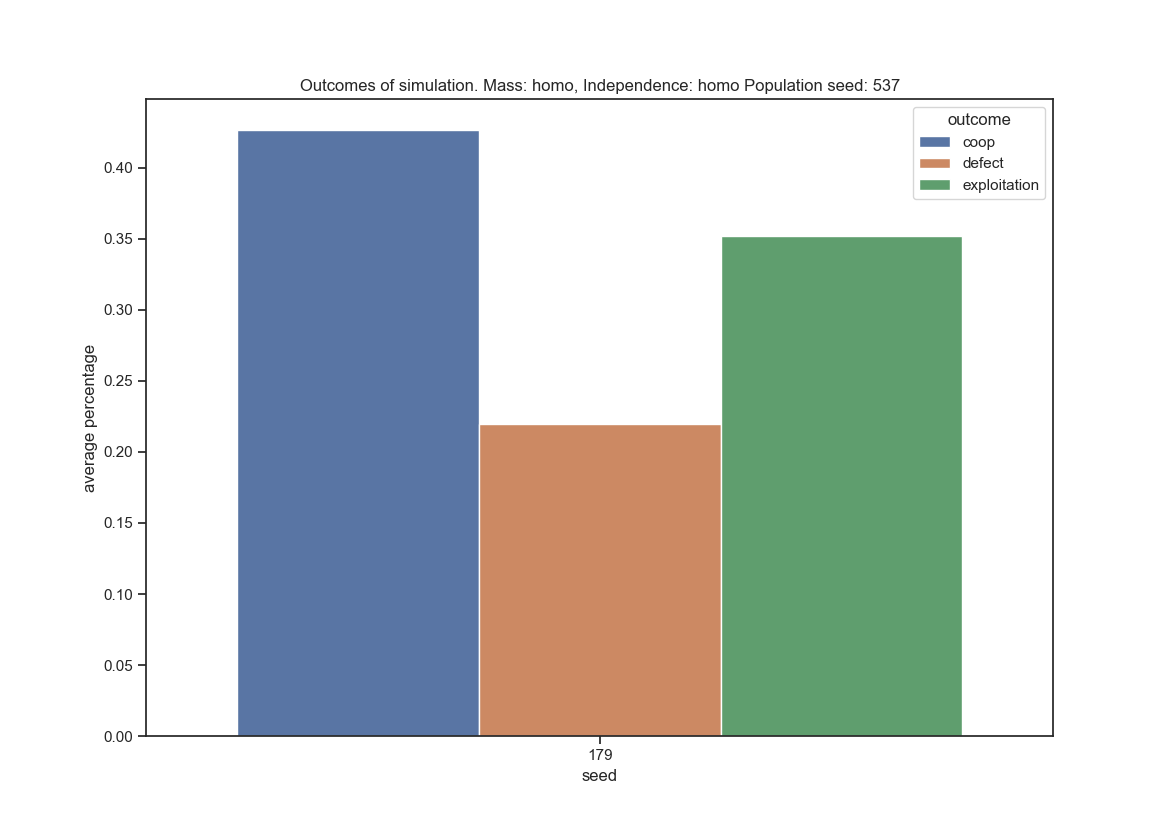 Outcomes of simulation. Mass: homo, Independence: homo Population seed: 537
outcome
coop
defect
exploitation
average percentage
0.40
0.35
0.30
0.25
0.20
0.15
0.10
0.05
0.00
179
seed